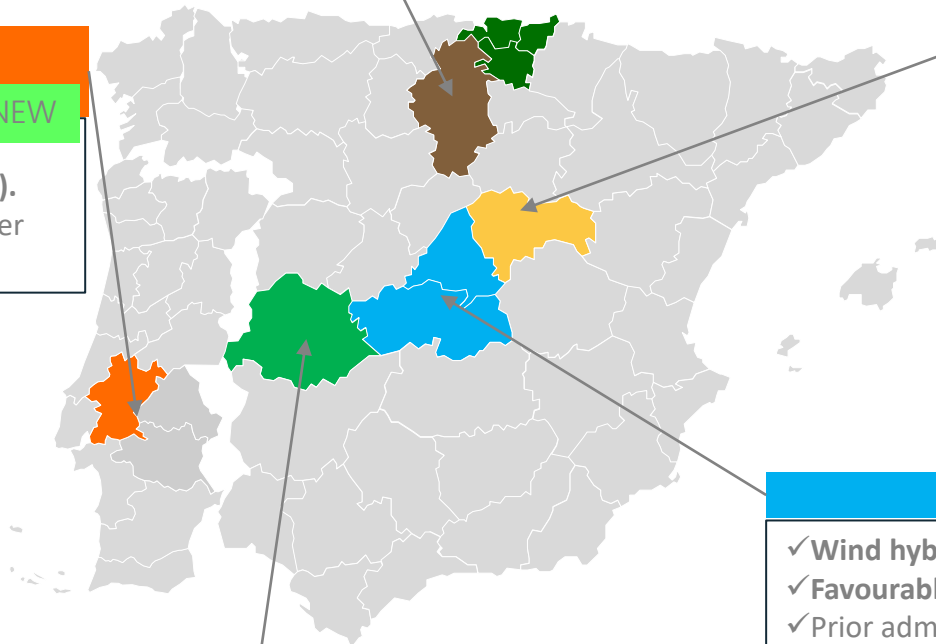 NEW
).
er
✓Wind hyb
✓Favourabl
✓Prior adm